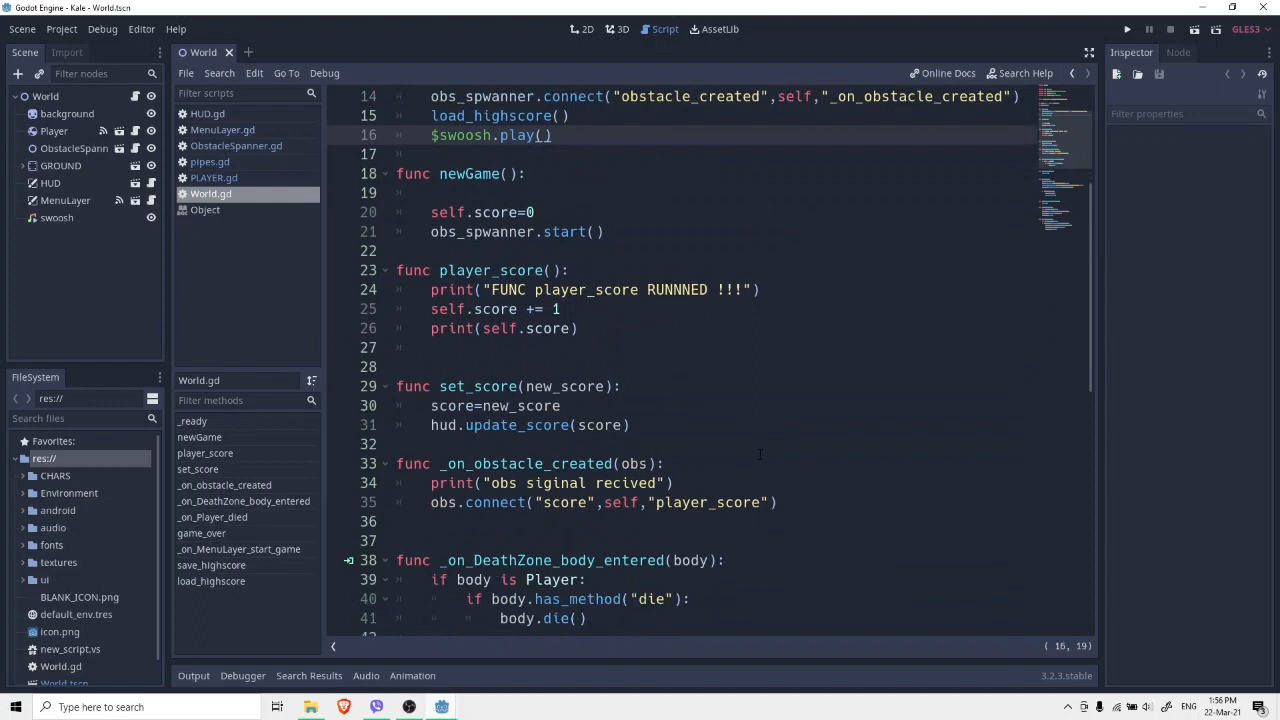 Godot Engine - Kale - World.tscn
Scene Project Debug Editor Help
2D 3D Script AssetLib
GLES3
Scene Import
Filter nodes
World
background
Player
ObstacleSpann
GROUND
HUD
MenuLayer
swoosh
FileSystem
res://
Search files
Favorites:
res://
CHARS
Environment
android
audio
fonts
textures
ui
BLANK_ICON.png
default_env.tres
icon.png
new_script.vs
World.gd
World.tscn
World
File Search Edit Go To Debug
Online Docs Search Help
Filter scripts
HUD.gd
MenuLayer.gd
ObstacleSpanner.gd
pipes.gd
PLAYER.gd
World.gd
Object
World.gd
Filter methods
_ready
newGame
player_score
set_score
_on_obstacle_created
_on_DeathZone_body_entered
_on_Player_died
game_over
_on_MenuLayer_start_game
save_highscore
load_highscore
14 obs_spwanner.connect("obstacle_created",self,"_on_obstacle_created")
15 load_highscore()
16 $swoosh.play()
17
18 func newGame():
19
20 self.score=0
21 obs_spwanner.start()
22
23 func player_score():
24 print("FUNC player_score RUNNNED !!!")
25 self.score += 1
26 print(self.score)
27
28
29 func set_score(new_score):
30 score=new_score
31 hud.update_score(score)
32
33 func _on_obstacle_created(obs):
34 print("obs siginal recived")
35 obs.connect("score",self,"player_score")
36
37
38 func _on_DeathZone_body_entered(body):
39 if body is Player:
40 if body.has_method("die"):
41 body.die()
( 16, 19)
Output Debugger Search Results Audio Animation
3.2.3.stable
Inspector Node
Filter properties
Type here to search
ENG
1:56 PM
22-Mar-21
3